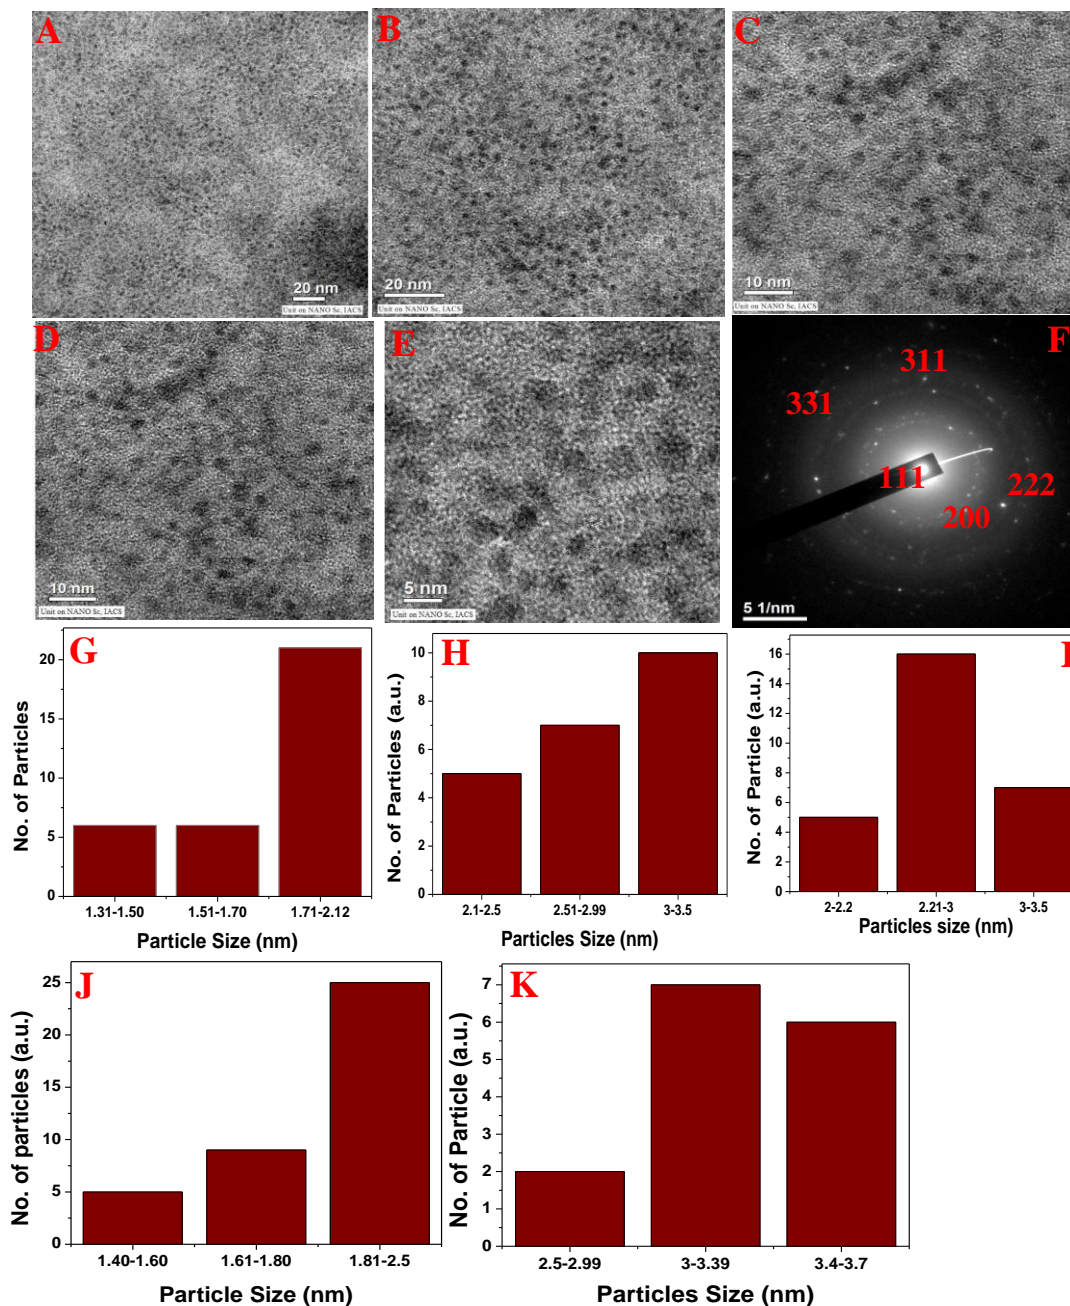 A
20 nm
Unit on NANO Sc, IACS
B
20 nm
Unit on NANO Sc, IACS
C
10 nm
Unit on NANO Sc, IACS
D
10 nm
Unit on NANO Sc, IACS
E
5 nm
Unit on NANO Sc, IACS
F
311
331
111
222
200
5 1/nm
G
No. of Particles
20
15
10
5
0
1.31-1.50 1.51-1.70 1.71-2.12
Particle Size (nm)
H
No. of Particles (a.u.)
10
8
6
4
2
0
2.1-2.5 2.51-2.99 3-3.5
Particles Size (nm)
I
No. of Particle (a.u.)
16
14
12
10
8
6
4
2
0
2-2.2 2.21-3 3-3.5
Particles size (nm)
J
No. of particles (a.u.)
25
20
15
10
5
0
1.40-1.60 1.61-1.80 1.81-2.5
Particle Size (nm)
K
No. of Particle (a.u.)
7
6
5
4
3
2
1
0
2.5-2.99 3-3.39 3.4-3.7
Particles Size (nm)